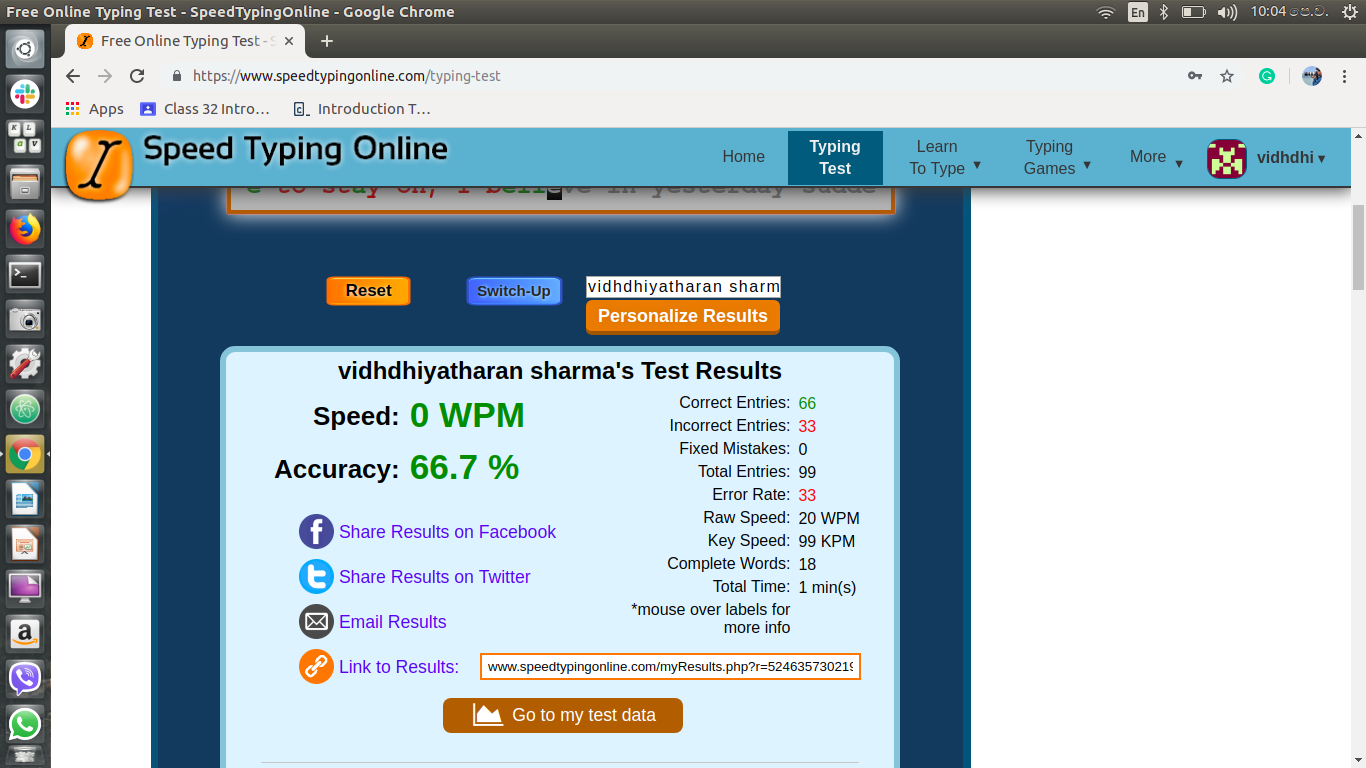 Free Online Typing Test - SpeedTypingOnline - Google Chrome
En
10:04 පෙ.ව.
Free Online Typing Test - S
https://www.speedtypingonline.com/typing-test
Apps
Class 32 Intro…
Introduction T…
Speed Typing Online
Home
Typing Test
Learn To Type ▼
Typing Games ▼
More ▼
vidhdhi ▾
e to stay on, I believe in yesterday sudde
Reset
Switch-Up
vidhdhiyatharan sharm
Personalize Results
vidhdhiyatharan sharma's Test Results
Speed: 0 WPM
Accuracy: 66.7 %
Share Results on Facebook
Share Results on Twitter
Email Results
Link to Results: www.speedtypingonline.com/myResults.php?r=524635730219
Correct Entries: 66
Incorrect Entries: 33
Fixed Mistakes: 0
Total Entries: 99
Error Rate: 33
Raw Speed: 20 WPM
Key Speed: 99 KPM
Complete Words: 18
Total Time: 1 min(s)
*mouse over labels for
more info
Go to my test data